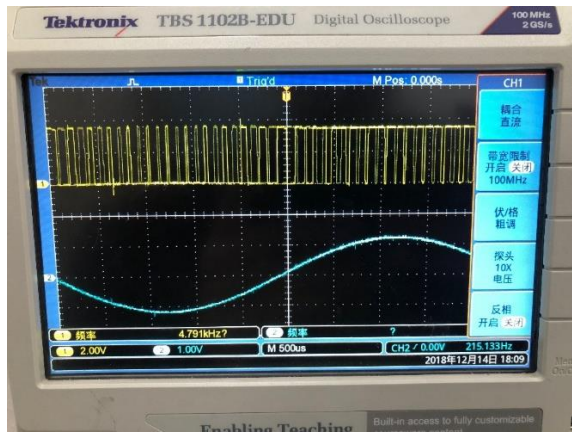 Tektronix TBS 1102B-EDU Digital Oscilloscope
100 MHz
2 GS/s
Tek Trig'd M Pos: 0.000s CH1
耦合
直流
带宽限制
开启 关闭
100MHz
伏/格
粗调
探头
10X
电压
反相
开启 关闭
1 频率 4.791kHz? 2 频率 ?
1 2.00V 2 1.00V M 500us CH2 / 0.00V 215.133Hz
2018年12月14日 18:09
Enabling Teaching
Built-in access to fully customizable